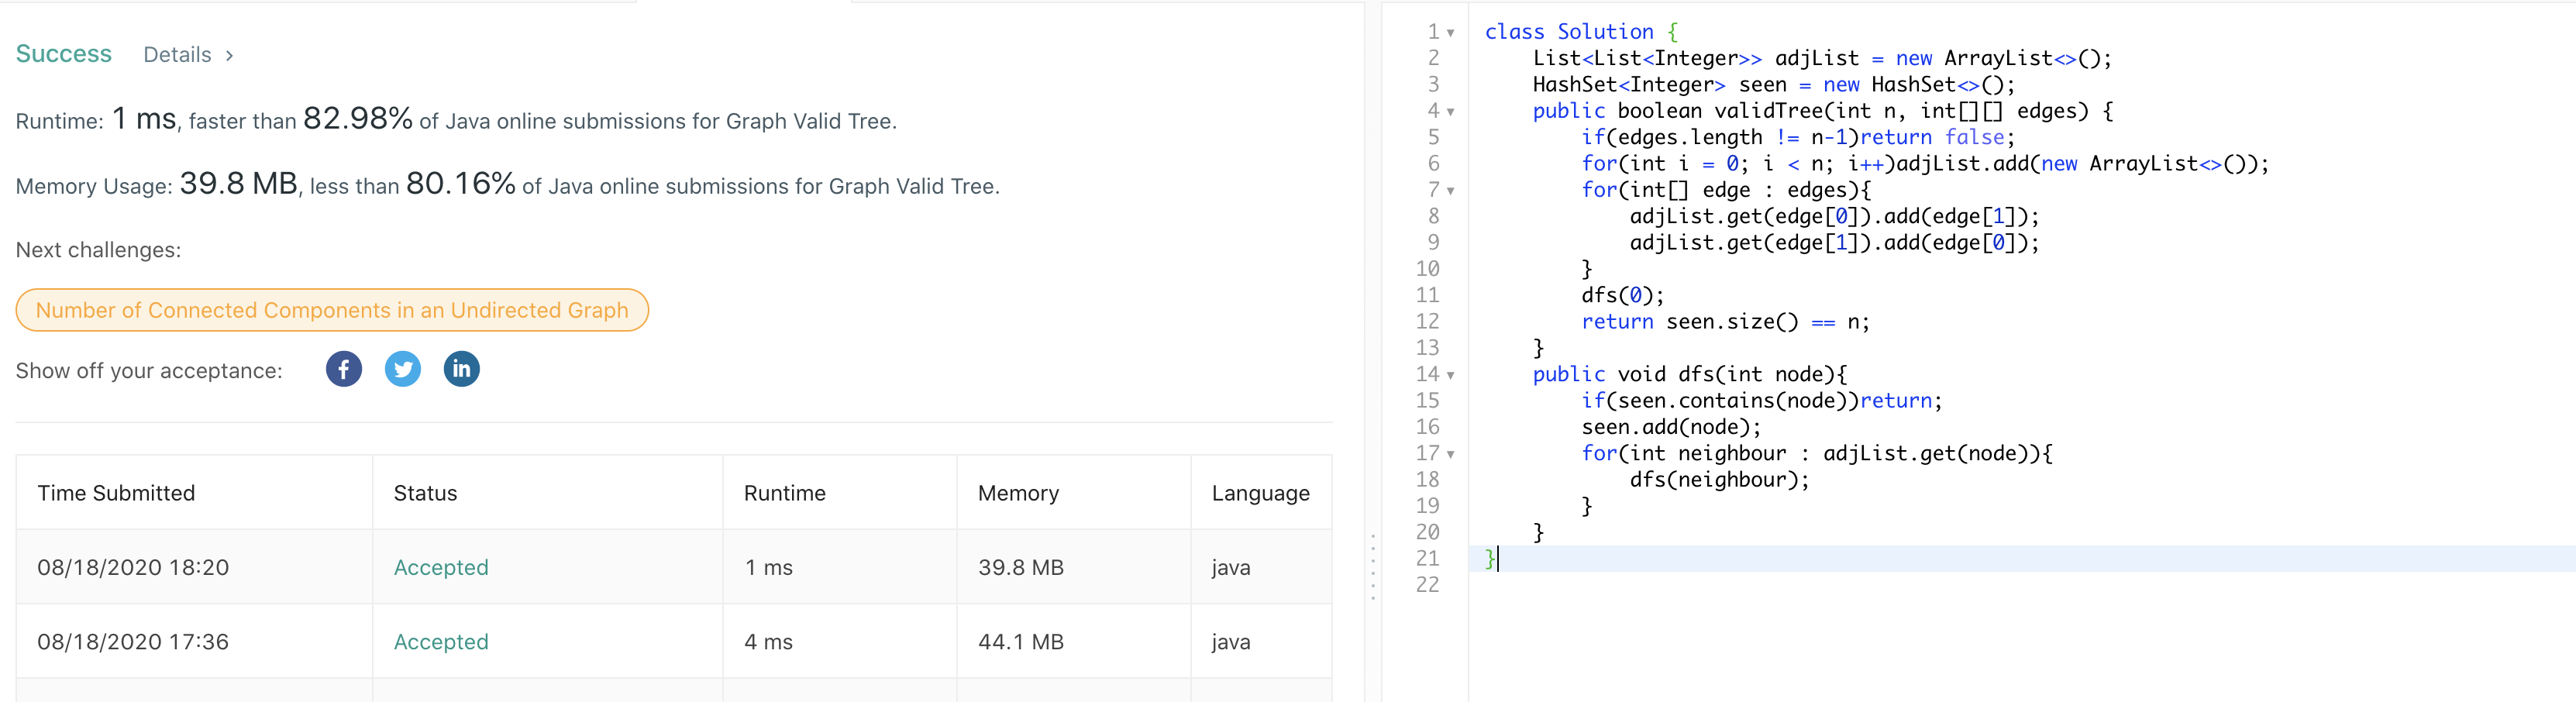 Success Details >
Runtime: 1 ms, faster than 82.98% of Java online submissions for Graph Valid Tree.
Memory Usage: 39.8 MB, less than 80.16% of Java online submissions for Graph Valid Tree.
Next challenges:
Number of Connected Components in an Undirected Graph
Show off your acceptance: f in
Time Submitted Status Runtime Memory Language
08/18/2020 18:20 Accepted 1 ms 39.8 MB java
08/18/2020 17:36 Accepted 4 ms 44.1 MB java
1 class Solution {
2     List<List<Integer>> adjList = new ArrayList<>();
3     HashSet<Integer> seen = new HashSet<>();
4     public boolean validTree(int n, int[][] edges) {
5         if(edges.length != n-1)return false;
6         for(int i = 0; i < n; i++)adjList.add(new ArrayList<>());
7         for(int[] edge : edges){
8             adjList.get(edge[0]).add(edge[1]);
9             adjList.get(edge[1]).add(edge[0]);
10         }
11         dfs(0);
12         return seen.size() == n;
13     }
14     public void dfs(int node){
15         if(seen.contains(node))return;
16         seen.add(node);
17         for(int neighbour : adjList.get(node)){
18             dfs(neighbour);
19         }
20     }
21 }
22